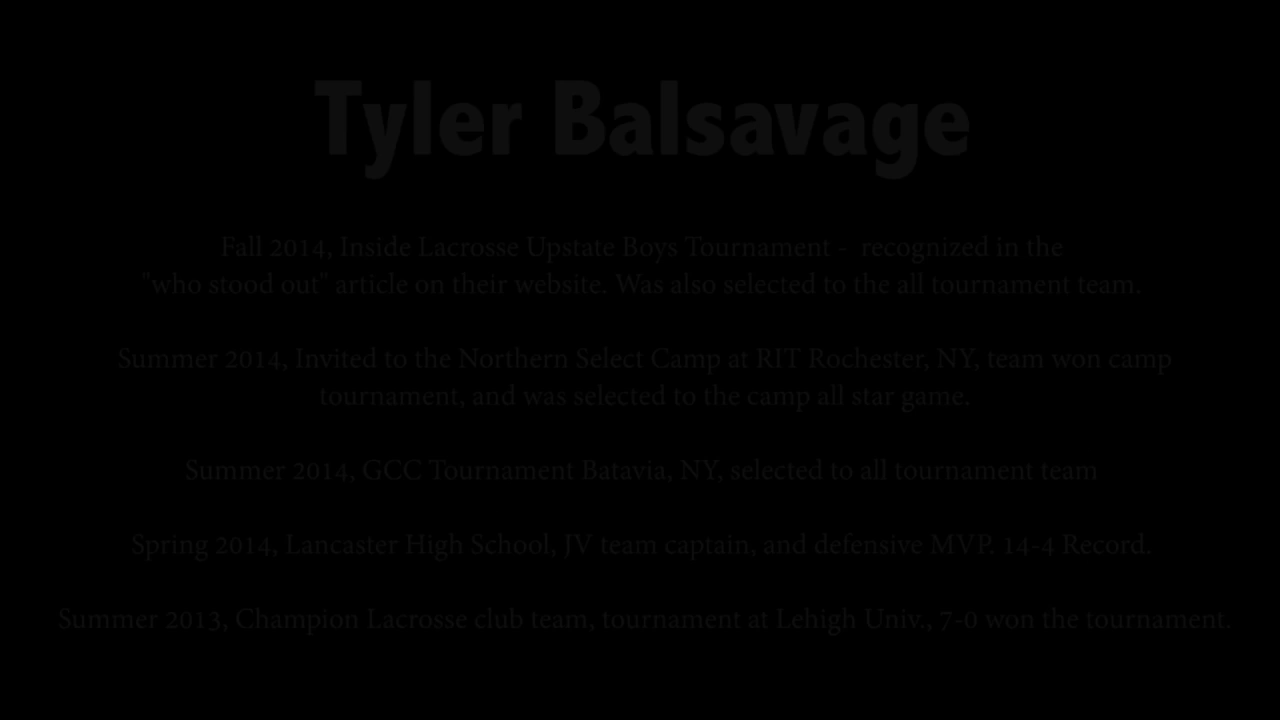 Tyler Balsavage
Fall 2014, Inside Lacrosse Upstate Boys Tournament -  recognized in the
"who stood out" article on their website. Was also selected to the all tournament team.
Summer 2014, Invited to the Northern Select Camp at RIT Rochester, NY, team won camp
tournament, and was selected to the camp all star game.
Summer 2014, GCC Tournament Batavia, NY, selected to all tournament team
Spring 2014, Lancaster High School, JV team captain, and defensive MVP. 14-4 Record.
Summer 2013, Champion Lacrosse club team, tournament at Lehigh Univ., 7-0 won the tournament.